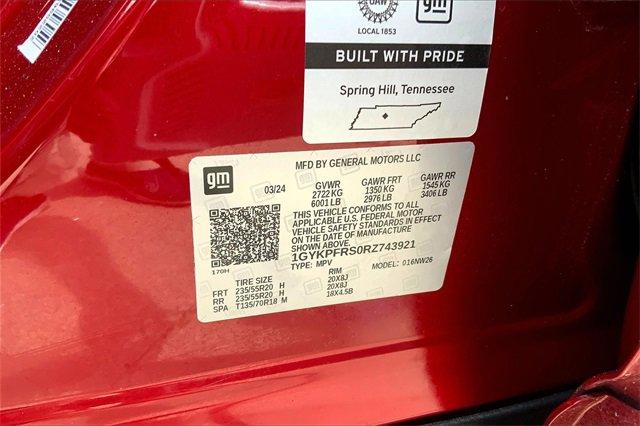 UAW
gm
LOCAL 1853
BUILT WITH PRIDE
Spring Hill, Tennessee
gm
MFD BY GENERAL MOTORS LLC
03/24
GVWR GAWR FRT GAWR RR
2722 KG 1350 KG 1545 KG
6001 LB 2976 LB 3406 LB
THIS VEHICLE CONFORMS TO ALL
APPLICABLE U.S. FEDERAL MOTOR
VEHICLE SAFETY STANDARDS IN EFFECT
ON THE DATE OF MANUFACTURE
SHOWN ABOVE.
1GYKPFRS0RZ743921
TYPE: MPV MODEL: 016NW26
170H
TIRE SIZE RIM
FRT 235/55R20 H 20X8J
RR 235/55R20 H 20X8J
SPA T135/70R18 M 18X4.5B